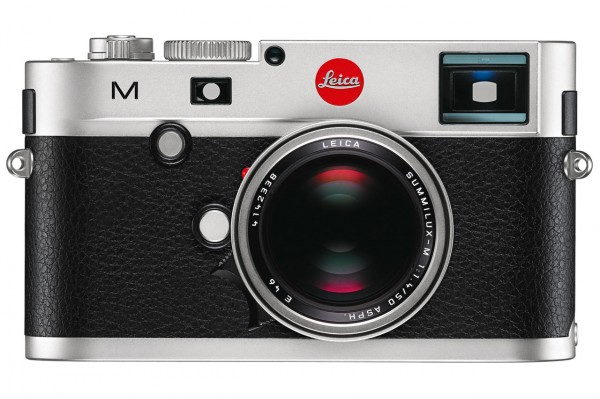 M
Leica
LEICA
SUMMILUX-M 1:1.4/50 ASPH.
E 46
4142338